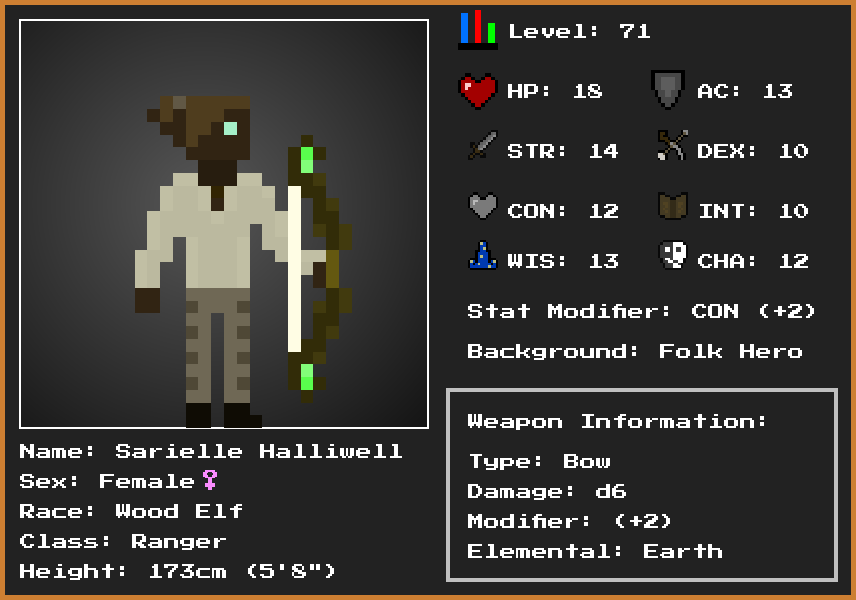 Level: 71
HP: 18
AC: 13
STR: 14
DEX: 10
CON: 12
INT: 10
WIS: 13
CHA: 12
Stat Modifier: CON (+2)
Background: Folk Hero
Name: Sarielle Halliwell
Sex: Female♀
Race: Wood Elf
Class: Ranger
Height: 173cm (5'8")
Weapon Information:
Type: Bow
Damage: d6
Modifier: (+2)
Elemental: Earth